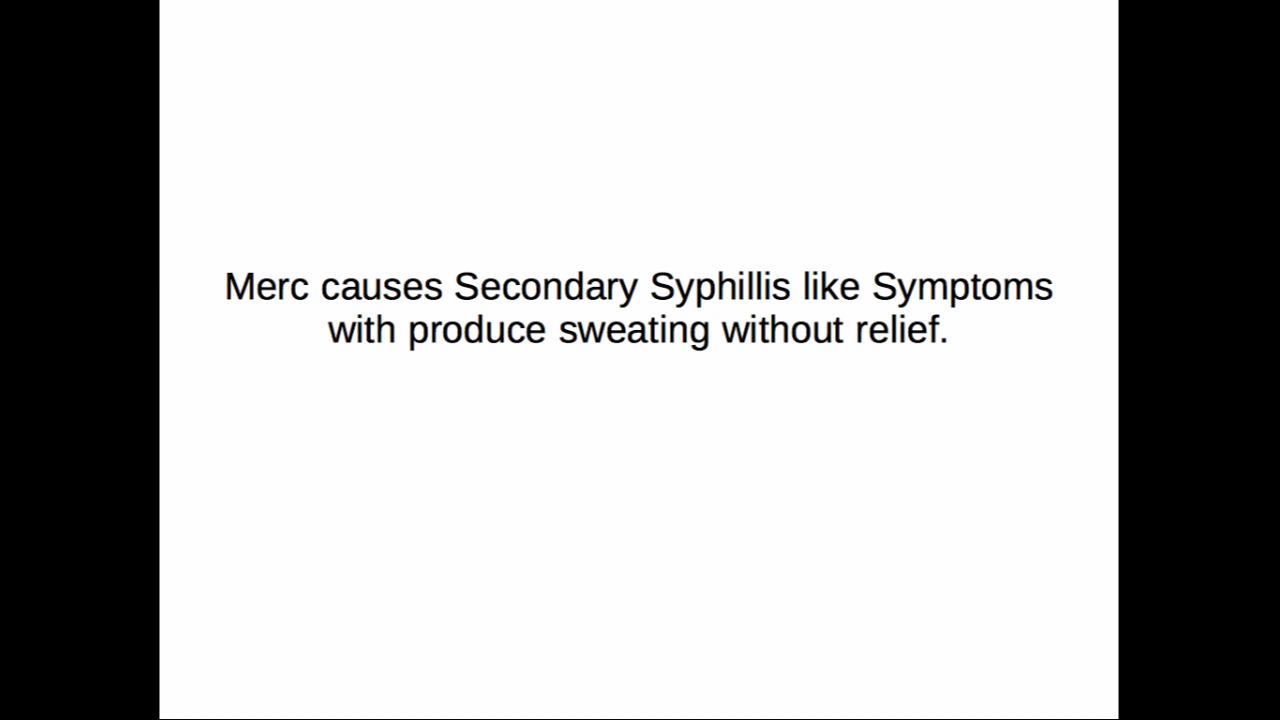 Merc causes Secondary Syphillis like Symptoms
with produce sweating without relief.